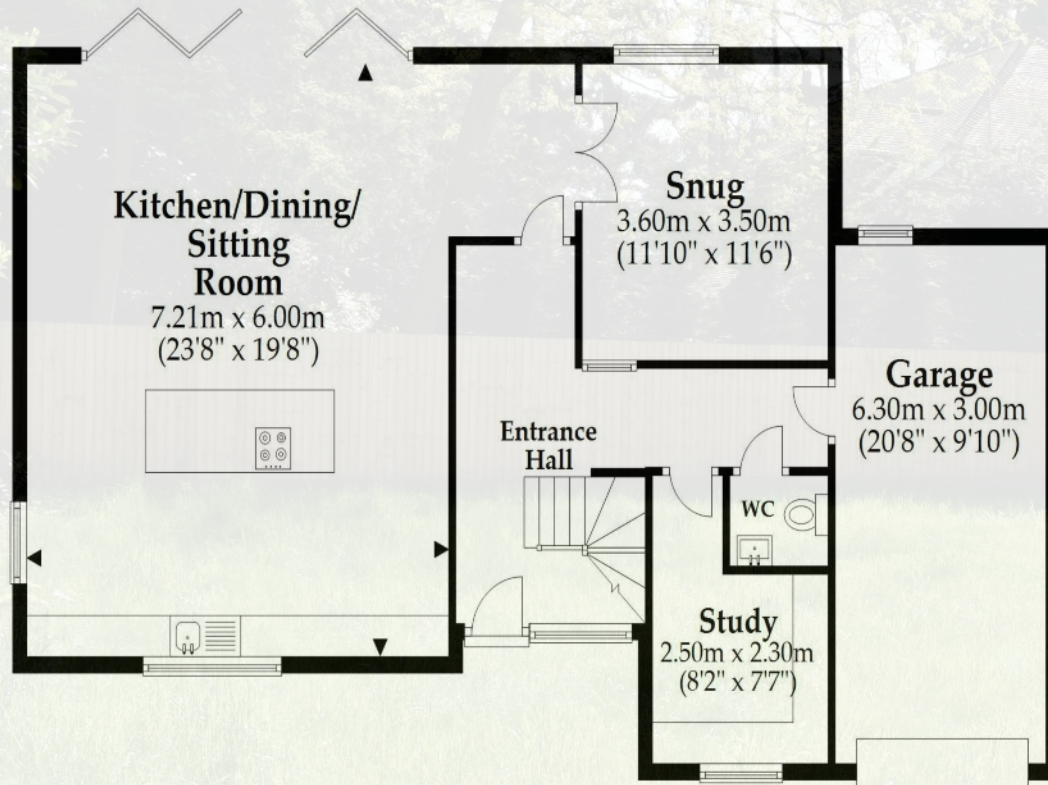 Kitchen/Dining/
Sitting
Room
7.21m x 6.00m
(23'8" x 19'8")
Snug
3.60m x 3.50m
(11'10" x 11'6")
Garage
6.30m x 3.00m
(20'8" x 9'10")
Entrance
Hall
WC
Study
2.50m x 2.30m
(8'2" x 7'7")